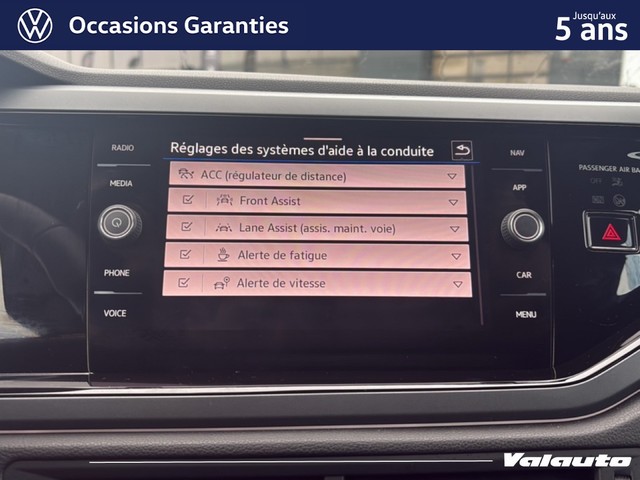 Occasions Garanties
Jusqu'aux
5 ans
RADIO
MEDIA
PHONE
VOICE
Réglages des systèmes d'aide à la conduite
ACC (régulateur de distance)
Front Assist
Lane Assist (assis. maint. voie)
Alerte de fatigue
Alerte de vitesse
NAV
APP
CAR
MENU
PASSENGER AIR BA
Valauto